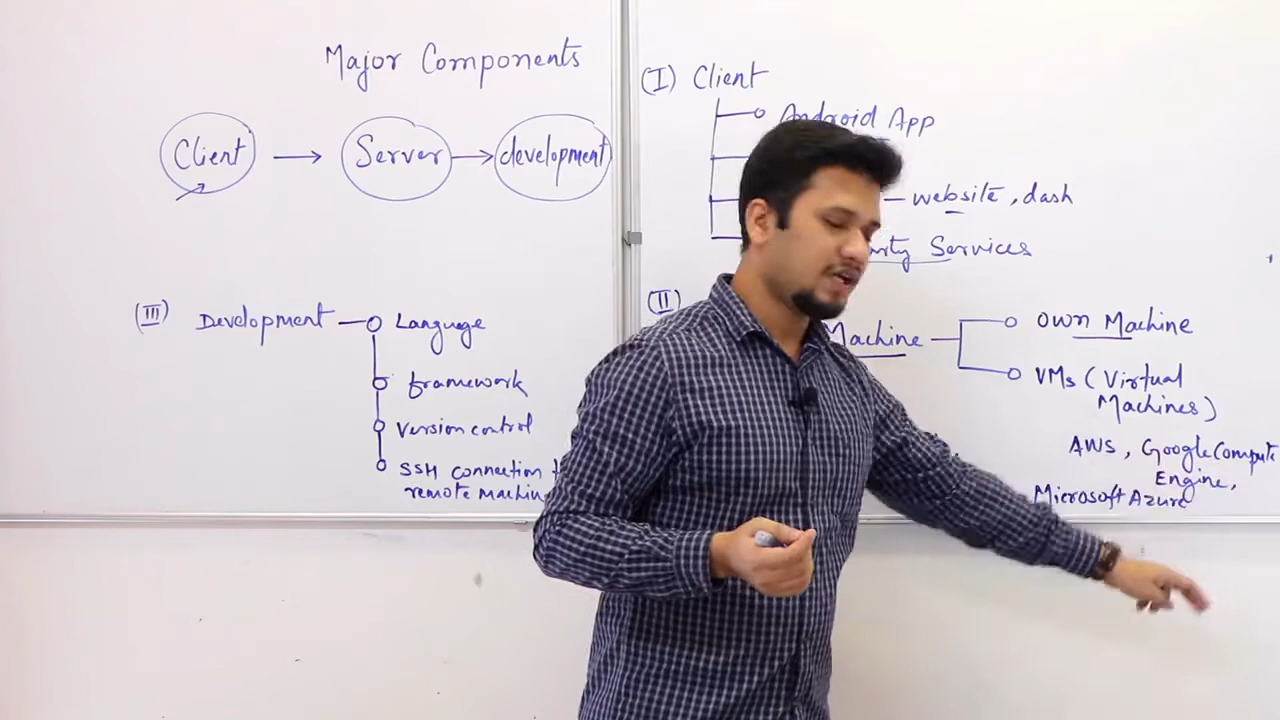 Major Components
Client → Server → development
(III) Development — Language
framework
Version control
SSH connection
remote machin
(I) Client
Android App
— website, dash
Services
(II) Machine — Own Machine
VMs (Virtual
Machines)
AWS, Google Compute
Engine,
Microsoft Azure